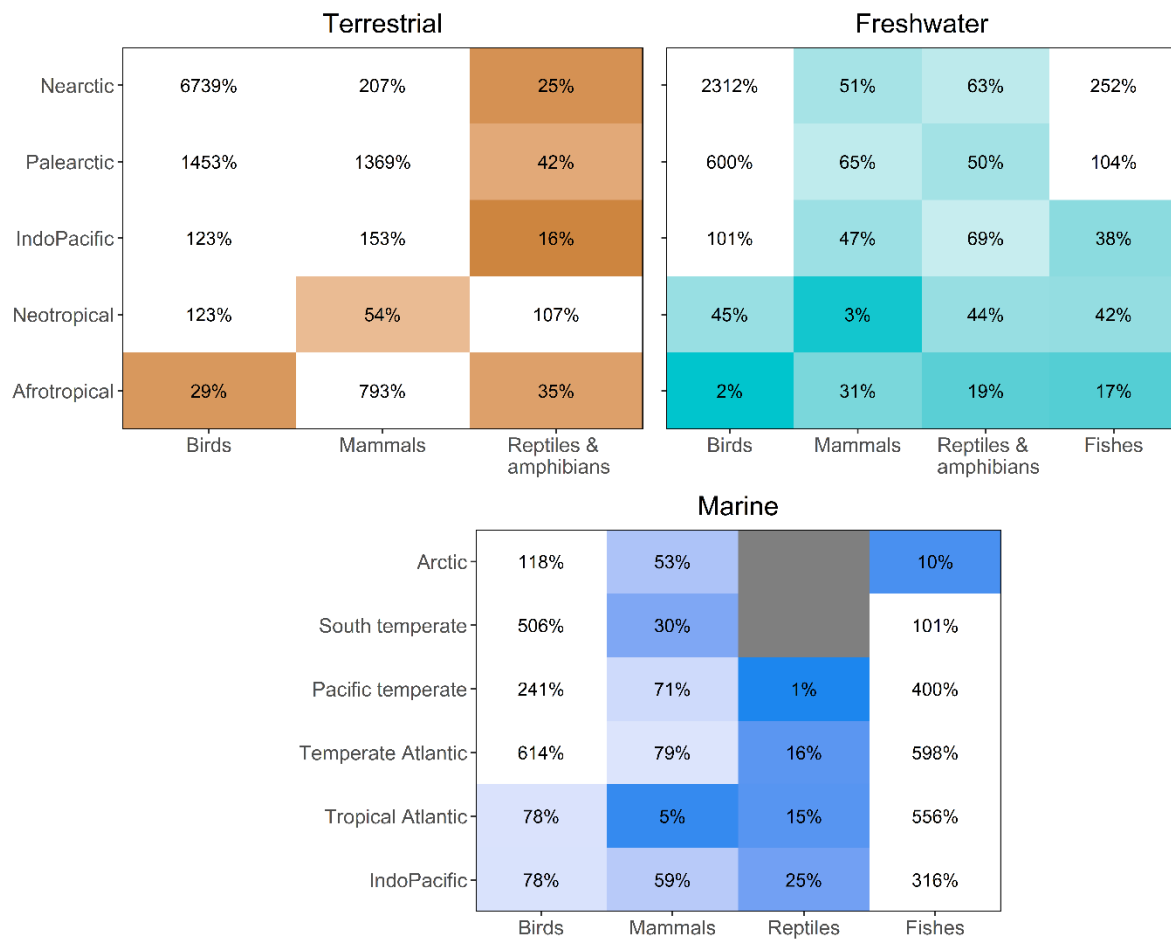 Terrestrial Freshwater
Nearctic 6739% 207% 25% 2312% 51% 63% 252%
Palearctic 1453% 1369% 42% 600% 65% 50% 104%
IndoPacific 123% 153% 16% 101% 47% 69% 38%
Neotropical 123% 54% 107% 45% 3% 44% 42%
Afrotropical 29% 793% 35% 2% 31% 19% 17%
Birds Mammals Reptiles & Birds Mammals Reptiles & Fishes
amphibians amphibians
Marine
Arctic 118% 53% 10%
South temperate 506% 30% 101%
Pacific temperate 241% 71% 1% 400%
Temperate Atlantic 614% 79% 16% 598%
Tropical Atlantic 78% 5% 15% 556%
IndoPacific 78% 59% 25% 316%
Birds Mammals Reptiles Fishes